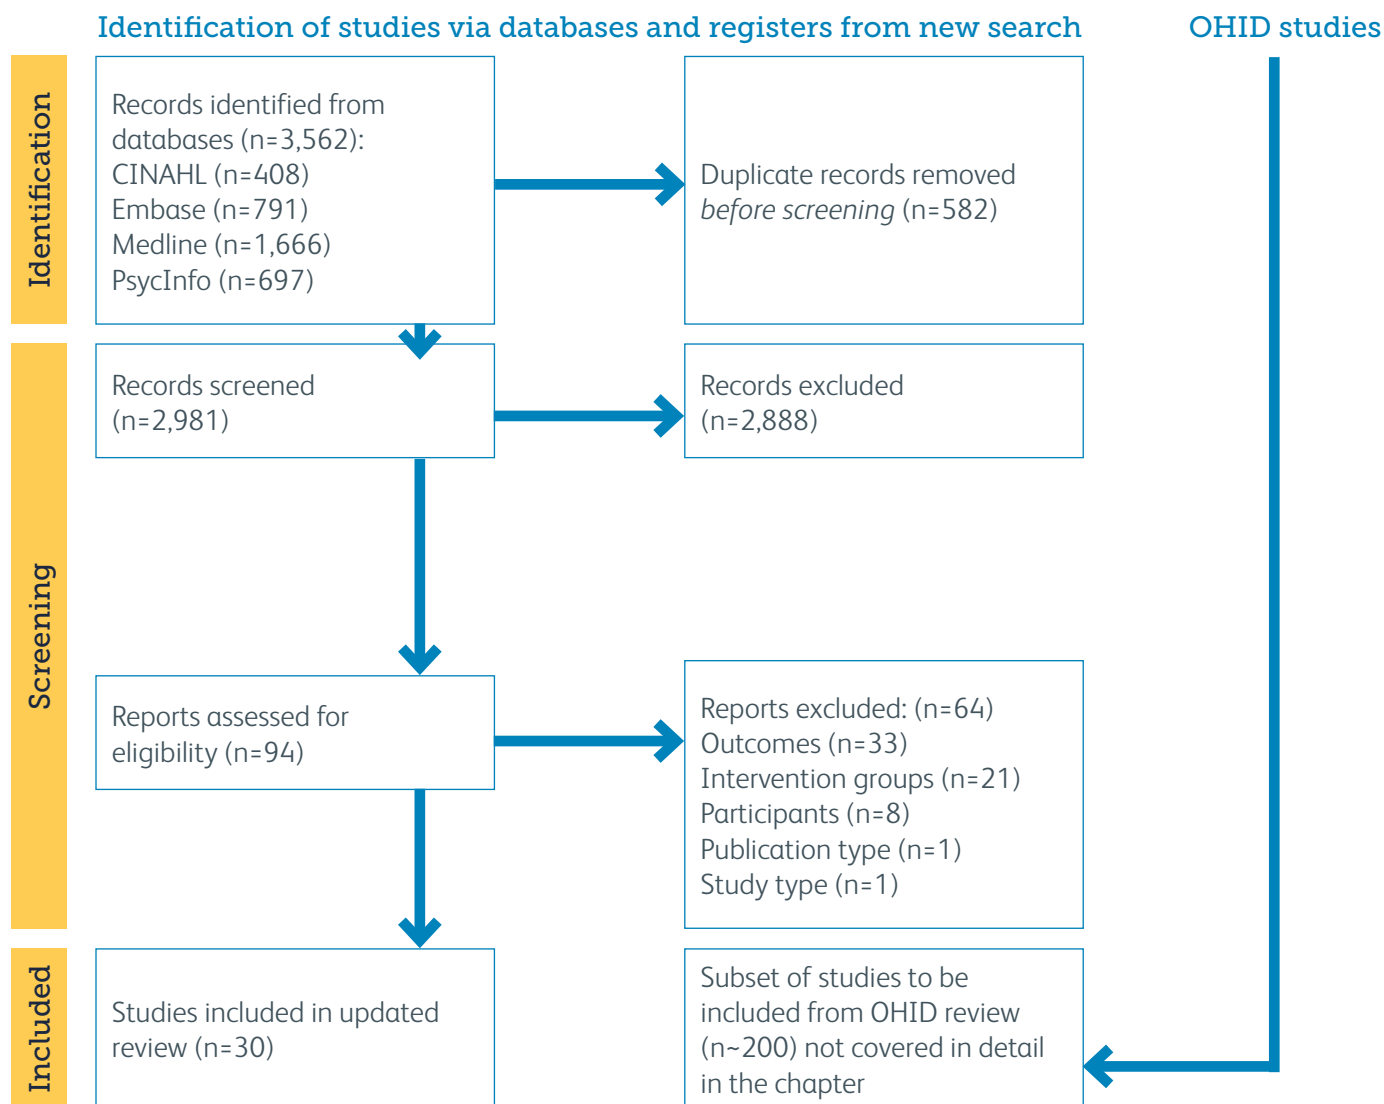 Identification of studies via databases and registers from new search
OHID studies
Identification
Records identified from
databases (n=3,562):
CINAHL (n=408)
Embase (n=791)
Medline (n=1,666)
PsycInfo (n=697)
Duplicate records removed
before screening (n=582)
Screening
Records screened
(n=2,981)
Records excluded
(n=2,888)
Reports assessed for
eligibility (n=94)
Reports excluded: (n=64)
Outcomes (n=33)
Intervention groups (n=21)
Participants (n=8)
Publication type (n=1)
Study type (n=1)
Included
Studies included in updated
review (n=30)
Subset of studies to be
included from OHID review
(n~200) not covered in detail
in the chapter